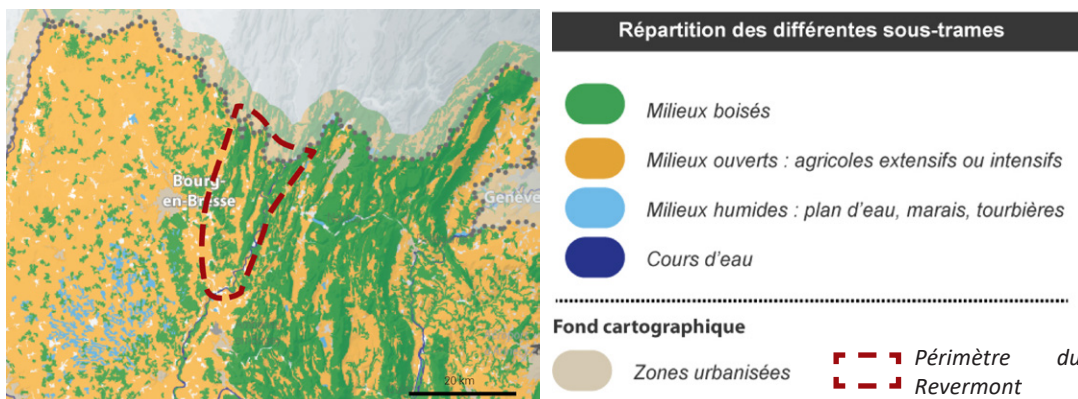 Bourg-
en-Bresse
Genève
20 km
Répartition des différentes sous-trames
Milieux boisés
Milieux ouverts : agricoles extensifs ou intensifs
Milieux humides : plan d'eau, marais, tourbières
Cours d'eau
Fond cartographique
Zones urbanisées
Périmètre du
Revermont